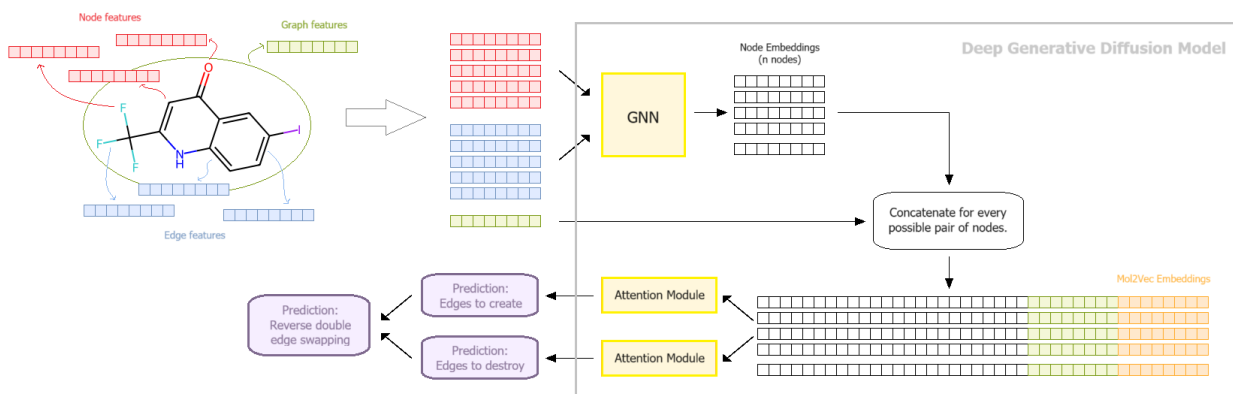 Node features
Graph features
F
F
F
O
NH
I
Edge features
Deep Generative Diffusion Model
GNN
Node Embeddings
(n nodes)
Concatenate for every
possible pair of nodes.
Mol2Vec Embeddings
Attention Module
Attention Module
Prediction:
Edges to create
Prediction:
Edges to destroy
Prediction:
Reverse double
edge swapping